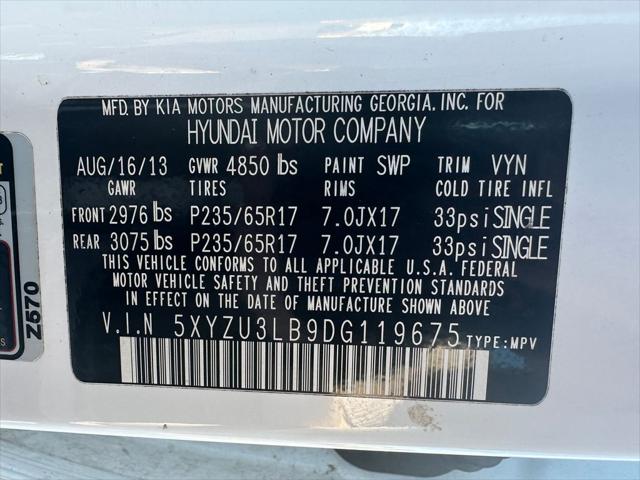 MFD. BY KIA MOTORS MANUFACTURING GEORGIA. INC. FOR
HYUNDAI MOTOR COMPANY
AUG/16/13 GVWR 4850 lbs PAINT SWP TRIM VYN
GAWR TIRES RIMS COLD TIRE INFL
FRONT 2976 lbs P235/65R17 7.0JX17 33psi SINGLE
REAR 3075 lbs P235/65R17 7.0JX17 33psi SINGLE
THIS VEHICLE CONFORMS TO ALL APPLICABLE U.S.A. FEDERAL
MOTOR VEHICLE SAFETY AND THEFT PREVENTION STANDARDS
IN EFFECT ON THE DATE OF MANUFACTURE SHOWN ABOVE.
V.I.N 5XYZU3LB9DG119675 TYPE: MPV
Z570